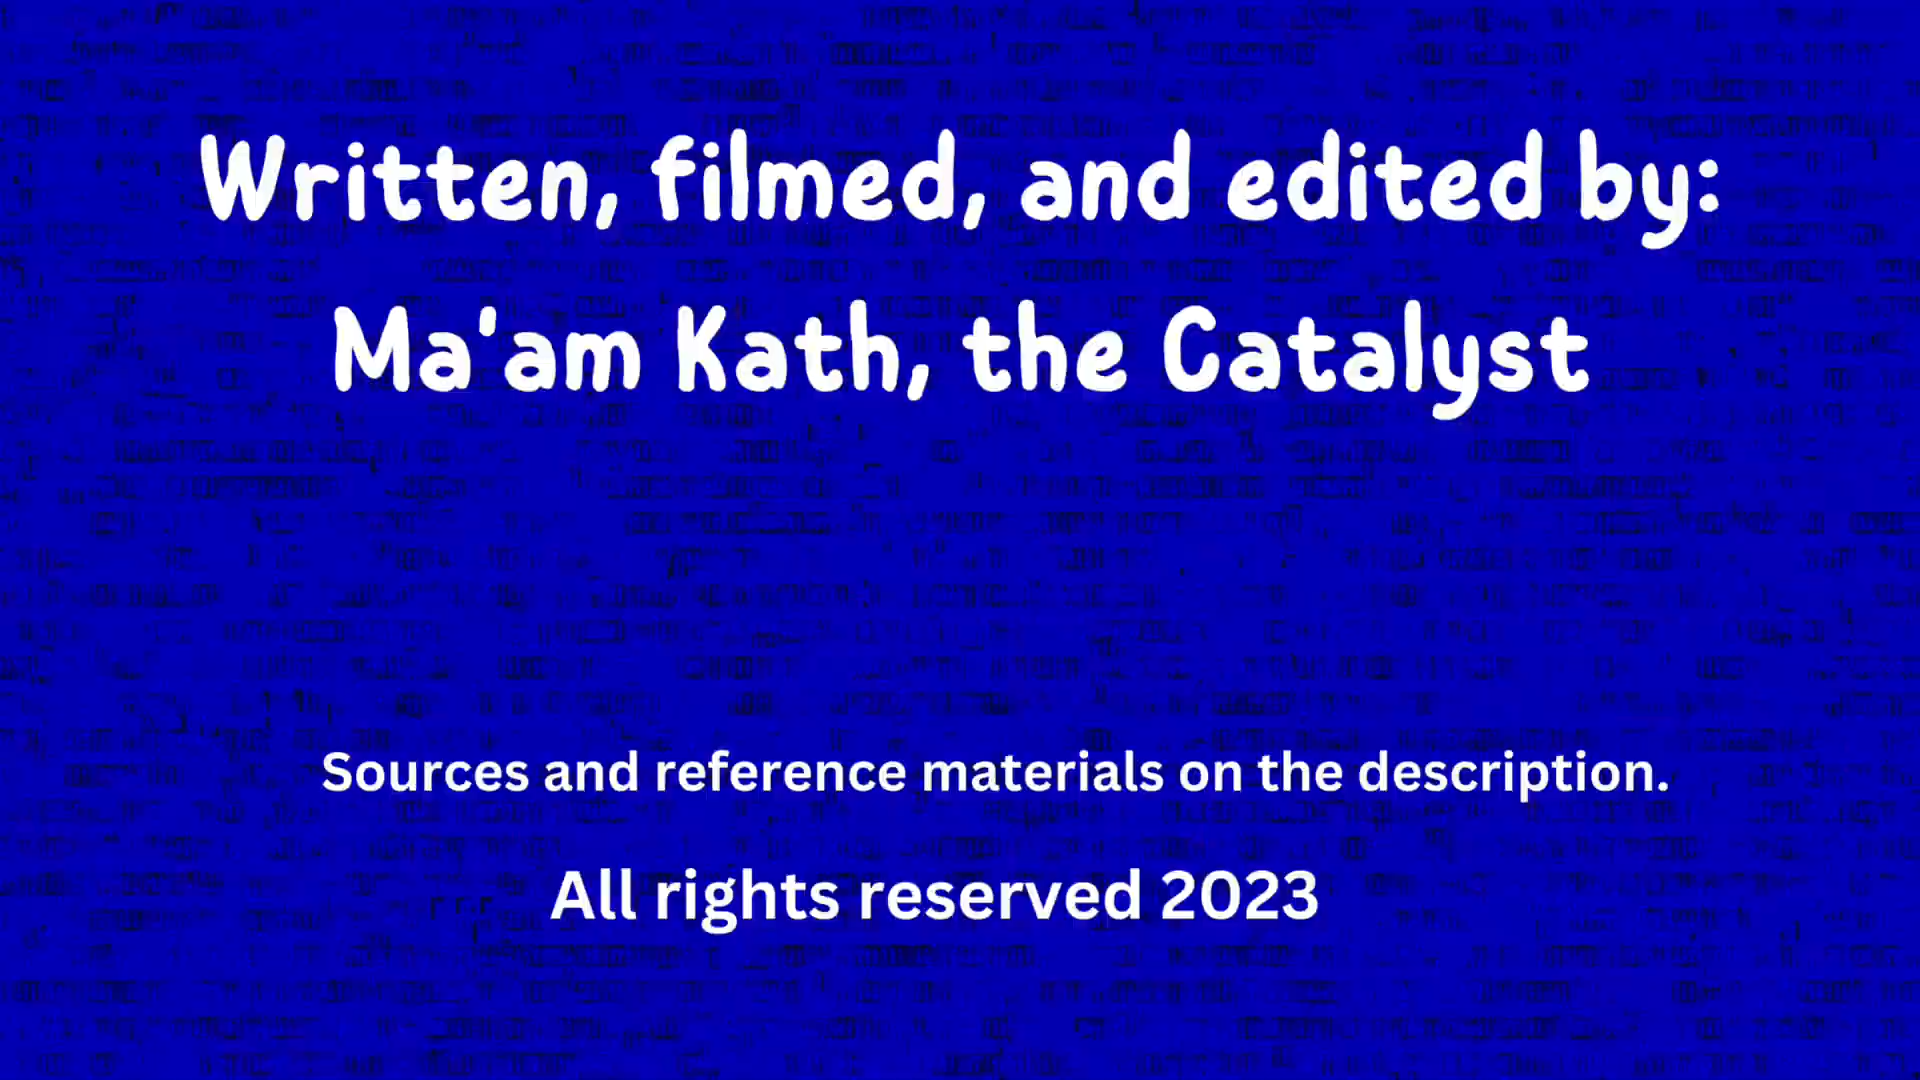 Written, filmed, and edited by:
Ma'am Kath, the Catalyst
Sources and reference materials on the description.
All rights reserved 2023